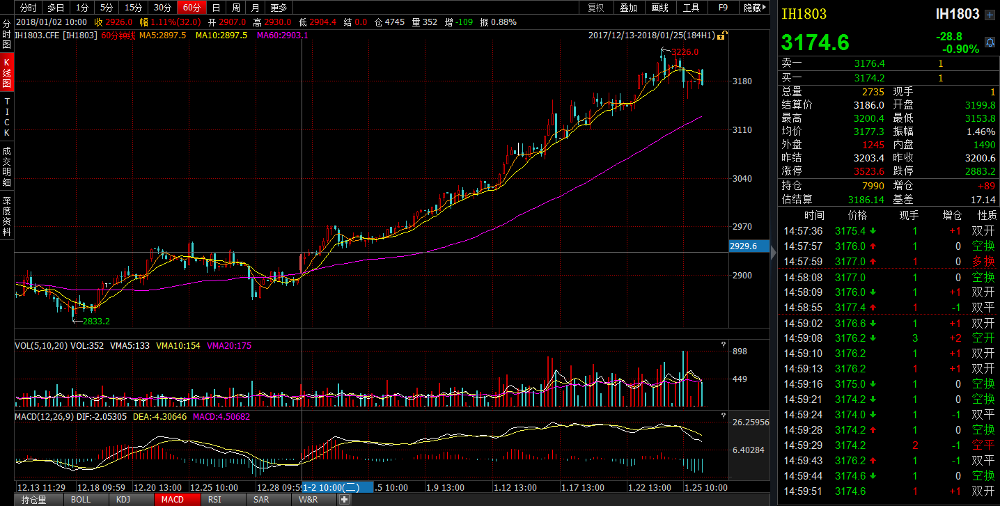 分时 多日 1分 5分 15分 30分 60分 日 周 月 更多 复权 叠加 画线 工具 F9 隐藏
2018/01/02 10:00 收 2926.0 幅 1.11%(32.0) 开 2907.0 高 2930.0 低 2904.4 结 0.0 仓 4745 量 352 增 -109 振 0.88%
IH1803.CFE [IH1803] 60分钟线 MA5:2897.5 MA10:2897.5 MA60:2903.1 2017/12/13-2018/01/25(184H1)
分时图
K线图
TICK
成交明细
深度资料
3226.0
3180
3110
3040
2970
2929.6
2900
2833.2
VOL(5,10,20) VOL:352 VMA5:133 VMA10:154 VMA20:175 ?
898
449
MACD(12,26,9) DIF:-2.05305 DEA:-4.30646 MACD:4.50682 ?
26.25956
6.40284
12.13 11:29 12.18 09:59 12.20 13:00 12.25 10:00 12.28 09:59 1-2 10:00(二) .5 10:00 1.9 13:00 1.12 13:00 1.17 13:00 1.22 13:00 1.25 10:00
持仓量 BOLL KDJ MACD RSI SAR W&R
IH1803 IH1803
3174.6 -28.8
-0.90%
卖一 3176.4 1
买一 3174.2 1
总量 2735 现手 1
结算价 3186.0 开盘 3199.8
最高 3200.4 最低 3153.8
均价 3177.3 振幅 1.46%
外盘 1245 内盘 1490
昨结 3203.4 昨收 3200.6
涨停 3523.6 跌停 2883.2
持仓 7990 增仓 +89
估结算 3186.14 基差 17.14
时间 价格 现手 增仓 性质
14:57:36 3175.4 1 +1 双开
14:57:57 3176.0 1 0 空换
14:57:59 3177.0 1 0 多换
14:58:08 3177.0 1 0 空换
14:58:09 3176.0 1 +1 双开
14:58:55 3177.4 1 -1 双平
14:59:02 3176.6 1 +1 双开
14:59:08 3176.2 3 +2 空开
14:59:10 3176.2 1 +1 双开
14:59:13 3176.2 1 +1 双开
14:59:16 3175.0 1 0 空换
14:59:21 3174.2 1 0 空换
14:59:24 3174.0 1 -1 双平
14:59:28 3174.2 1 0 空换
14:59:29 3174.2 2 -1 空平
14:59:43 3176.2 1 -1 双平
14:59:44 3174.6 1 0 空换
14:59:51 3174.6 1 +1 双开